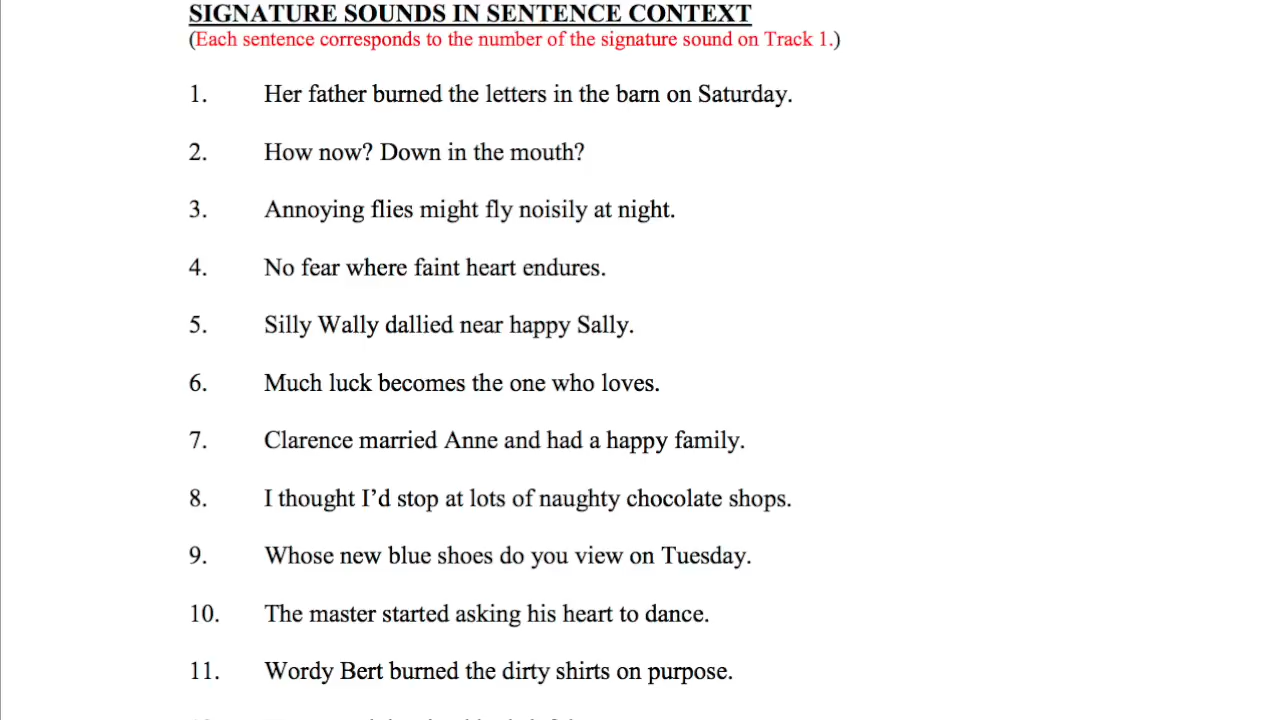 SIGNATURE SOUNDS IN SENTENCE CONTEXT
(Each sentence corresponds to the number of the signature sound on Track 1.)
1. Her father burned the letters in the barn on Saturday.
2. How now? Down in the mouth?
3. Annoying flies might fly noisily at night.
4. No fear where faint heart endures.
5. Silly Wally dallied near happy Sally.
6. Much luck becomes the one who loves.
7. Clarence married Anne and had a happy family.
8. I thought I’d stop at lots of naughty chocolate shops.
9. Whose new blue shoes do you view on Tuesday.
10. The master started asking his heart to dance.
11. Wordy Bert burned the dirty shirts on purpose.